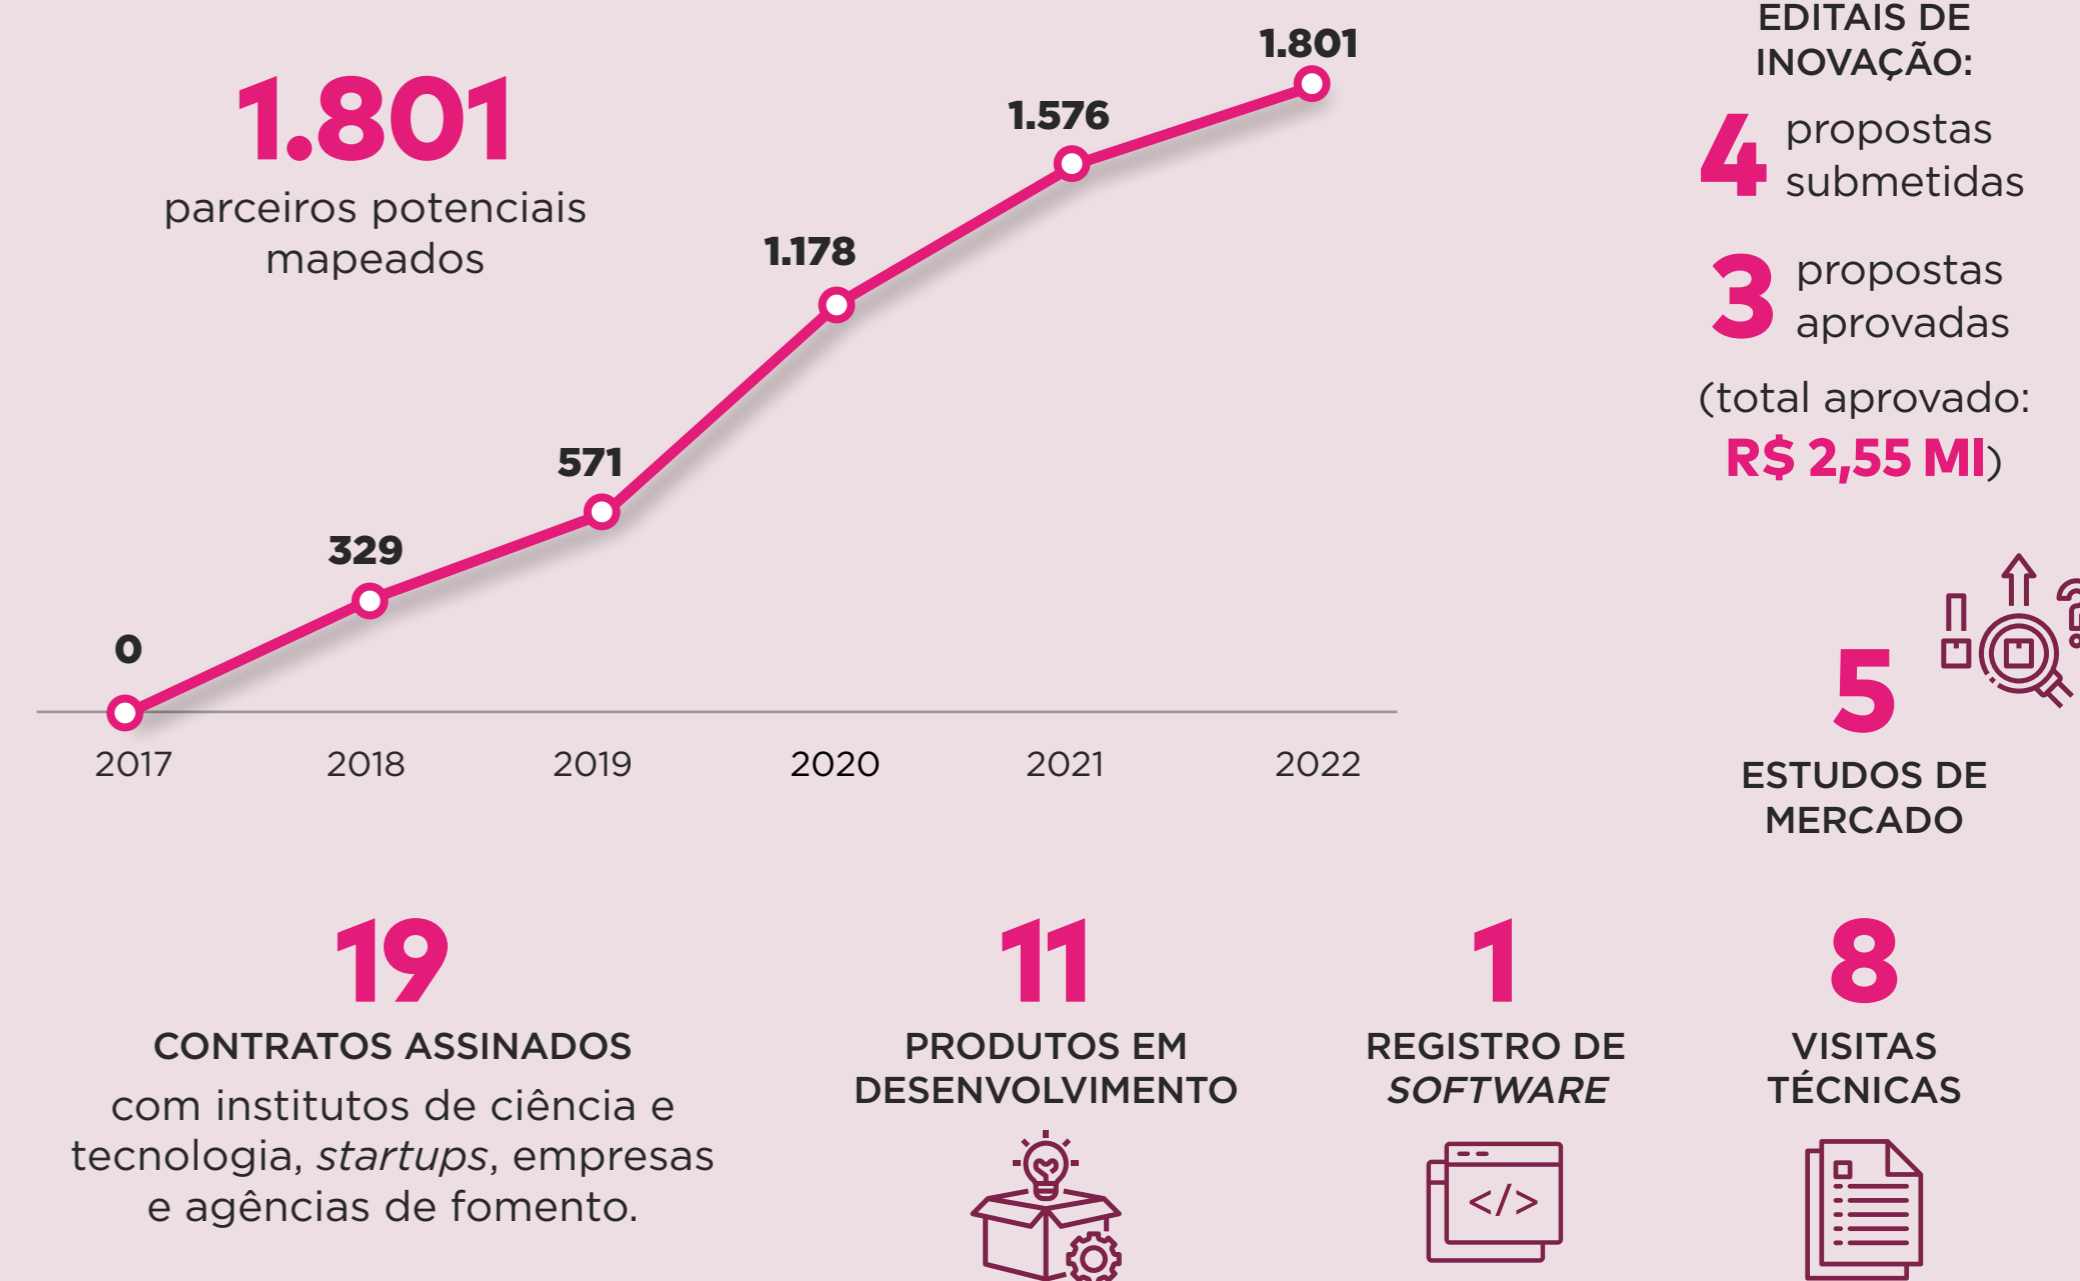 1.801
parceiros potenciais
mapeados
0
329
571
1.178
1.576
1.801
2017
2018
2019
2020
2021
2022
EDITAIS DE
INOVAÇÃO:
4 propostas
submetidas
3 propostas
aprovadas
(total aprovado:
R$ 2,55 MI)
5
ESTUDOS DE
MERCADO
19
CONTRATOS ASSINADOS
com institutos de ciência e
tecnologia, startups, empresas
e agências de fomento.
11
PRODUTOS EM
DESENVOLVIMENTO
1
REGISTRO DE
SOFTWARE
</>
8
VISITAS
TÉCNICAS